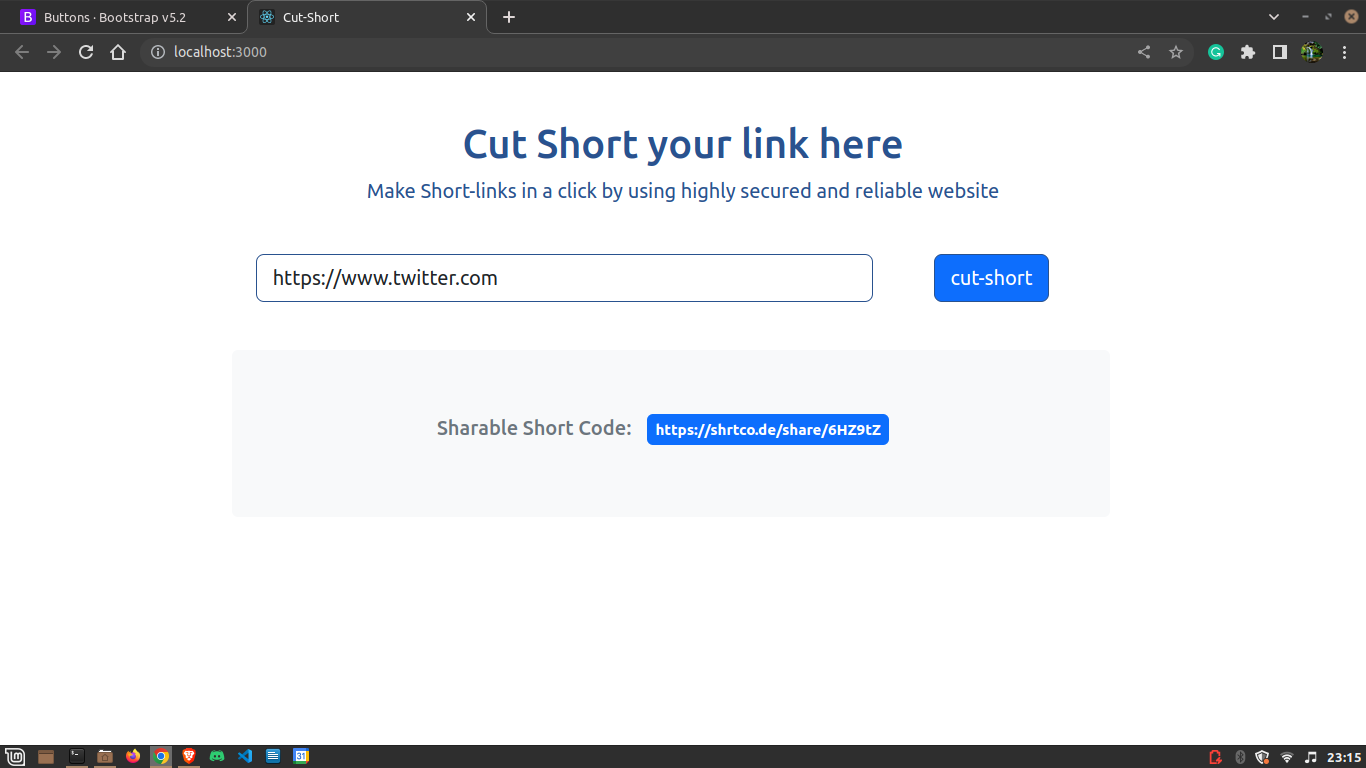 Buttons · Bootstrap v5.2
Cut-Short
localhost:3000
Cut Short your link here
Make Short-links in a click by using highly secured and reliable website
https://www.twitter.com
cut-short
Sharable Short Code: https://shrtco.de/share/6HZ9tZ
31
23:15